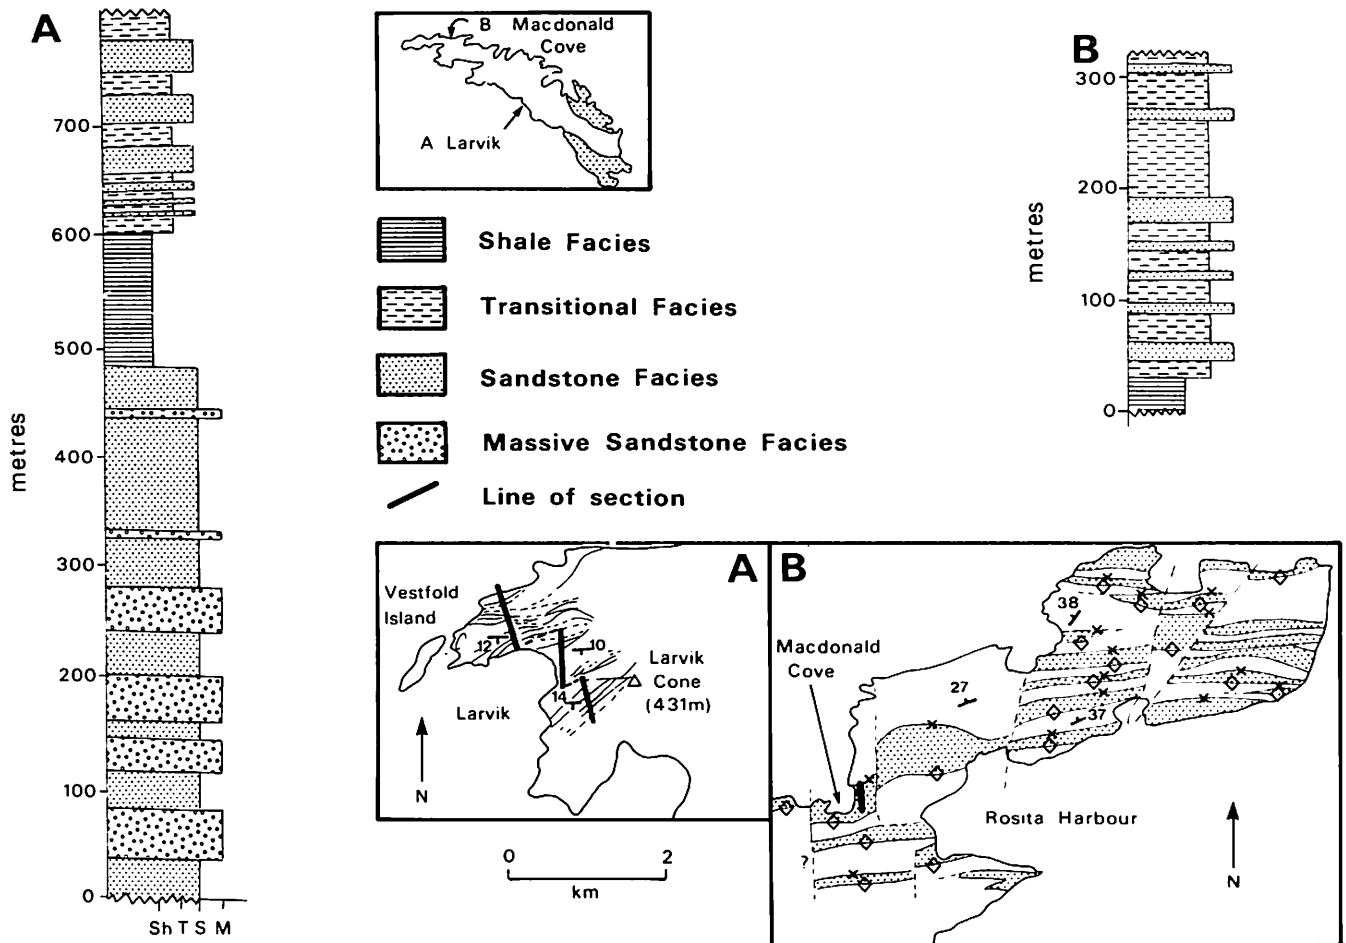 A
700
600
500
400
300
200
100
0
metres
Sh T S M
B Macdonald
Cove
A Larvik
Shale Facies
Transitional Facies
Sandstone Facies
Massive Sandstone Facies
Line of section
B
300
200
100
0
metres
A
Vestfold
Island
12
10
14
Larvik
Cone
(431m)
Larvik
N
0 2
km
B
38
Macdonald
Cove
27
37
Rosita Harbour
?
N